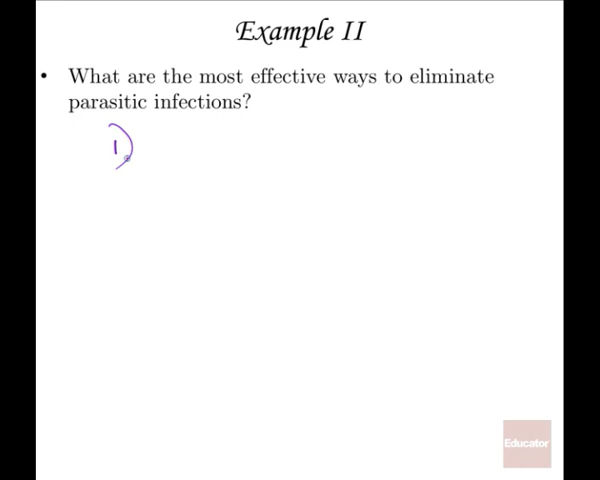 Example II
• What are the most effective ways to eliminate
parasitic infections?
1)
Educator